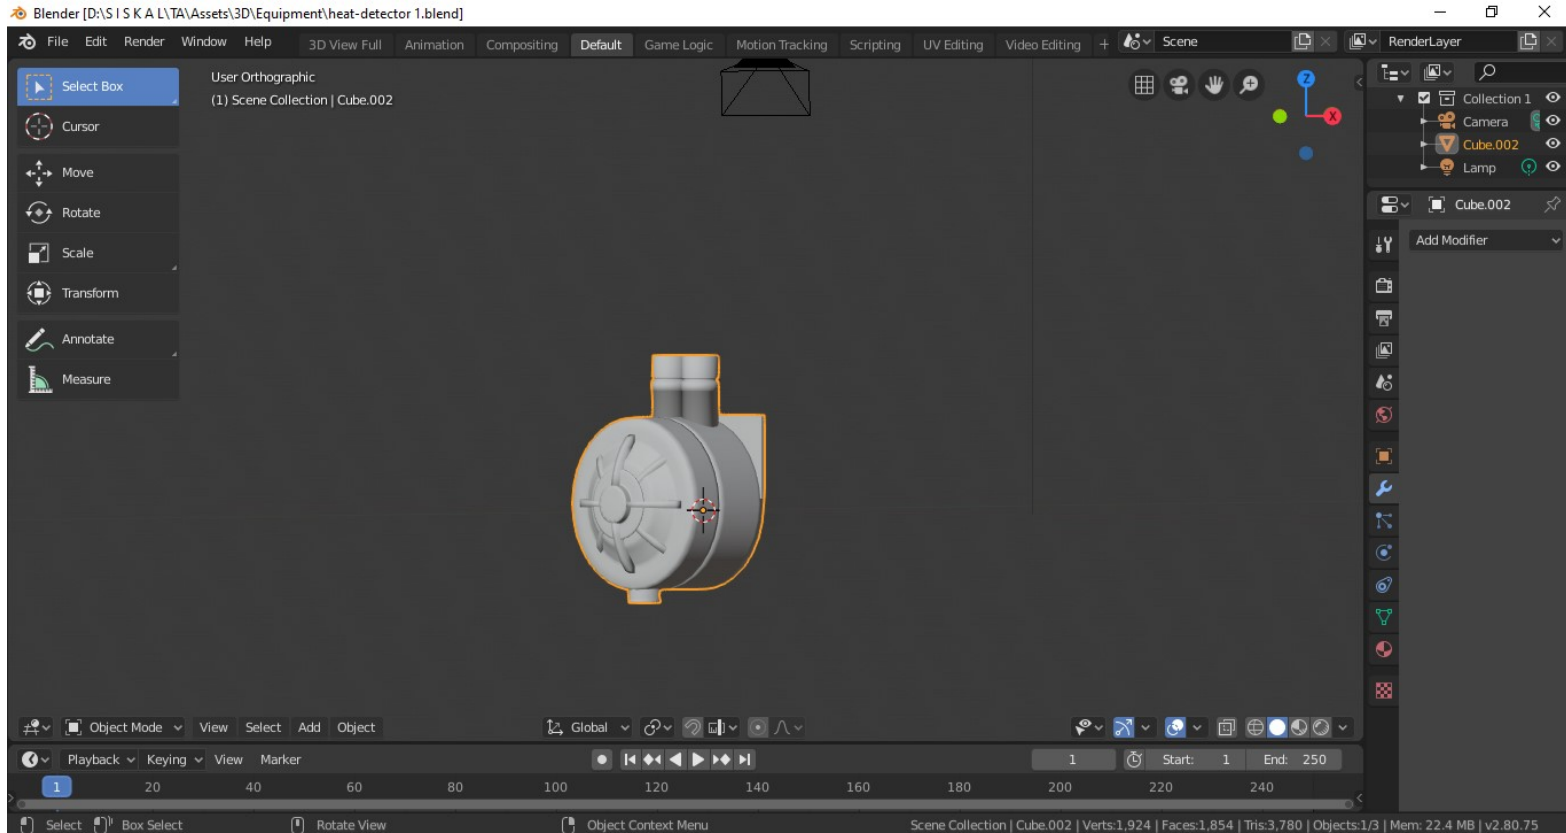 Blender [D:\S I S K A L\TA\Assets\3D\Equipment\heat-detector 1.blend]
File Edit Render Window Help 3D View Full Animation Compositing Default Game Logic Motion Tracking Scripting UV Editing Video Editing + Scene RenderLayer
Select Box
Cursor
Move
Rotate
Scale
Transform
Annotate
Measure
User Orthographic
(1) Scene Collection | Cube.002
Z
X
Collection 1
Camera
Cube.002
Lamp
Cube.002
Add Modifier
Object Mode View Select Add Object Global
Playback Keying View Marker 1 Start: 1 End: 250
1 20 40 60 80 100 120 140 160 180 200 220 240
Select Box Select Rotate View Object Context Menu Scene Collection | Cube.002 | Verts:1,924 | Faces:1,854 | Tris:3,780 | Objects:1/3 | Mem: 22.4 MB | v2.80.75